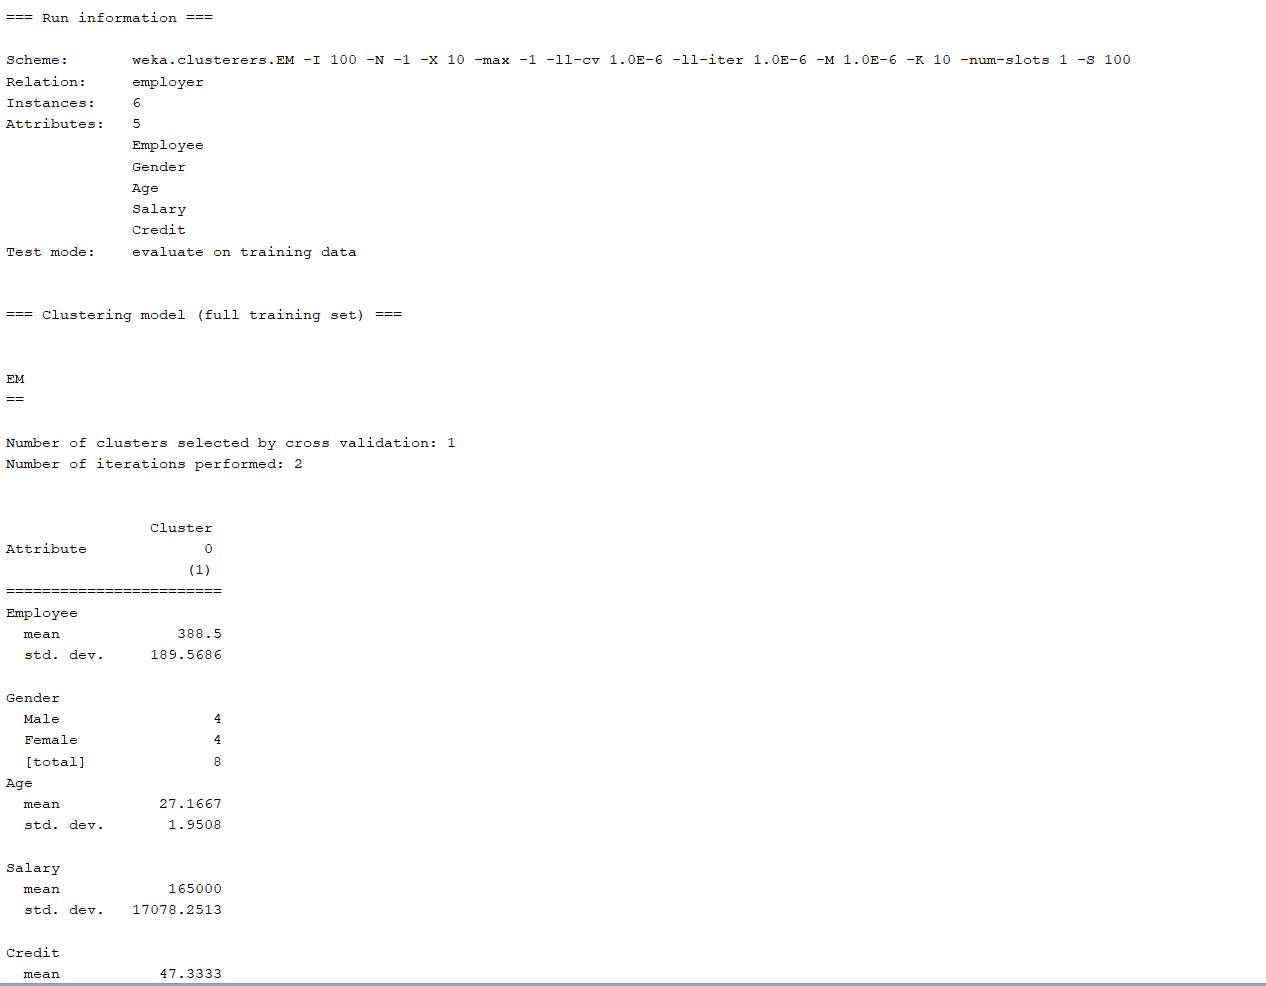 === Run information ===
Scheme: weka.clusterers.EM -I 100 -N -1 -X 10 -max -1 -ll-cv 1.0E-6 -ll-iter 1.0E-6 -M 1.0E-6 -K 10 -num-slots 1 -S 100
Relation: employer
Instances: 6
Attributes: 5
Employee
Gender
Age
Salary
Credit
Test mode: evaluate on training data
=== Clustering model (full training set) ===
EM
==
Number of clusters selected by cross validation: 1
Number of iterations performed: 2
Cluster
Attribute 0
(1)
========================
Employee
mean 388.5
std. dev. 189.5686
Gender
Male 4
Female 4
[total] 8
Age
mean 27.1667
std. dev. 1.9508
Salary
mean 165000
std. dev. 17078.2513
Credit
mean 47.3333